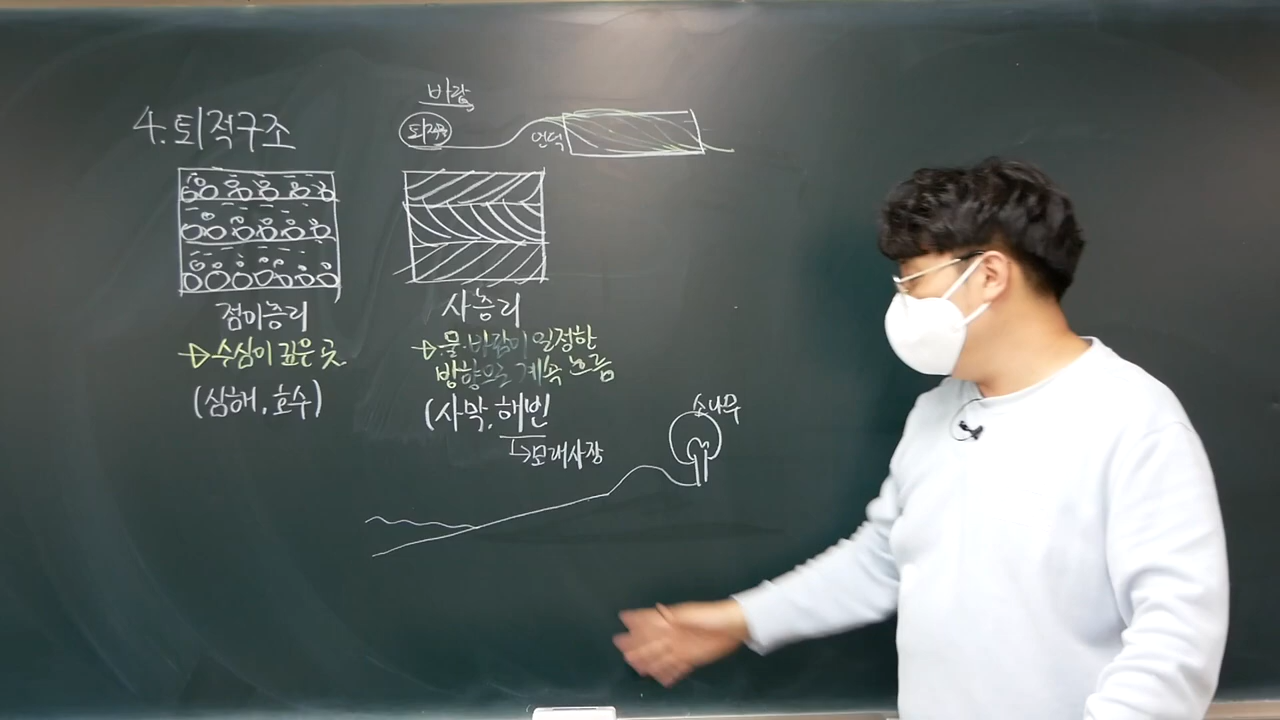 4. 퇴적구조
점이층리
→수심이 깊은 곳
(심해, 호수)
바람
퇴적물
언덕
사층리
→물·바람이 일정한
방향으로 계속 흐름
(사막, 해빈
↳모래사장
소나무